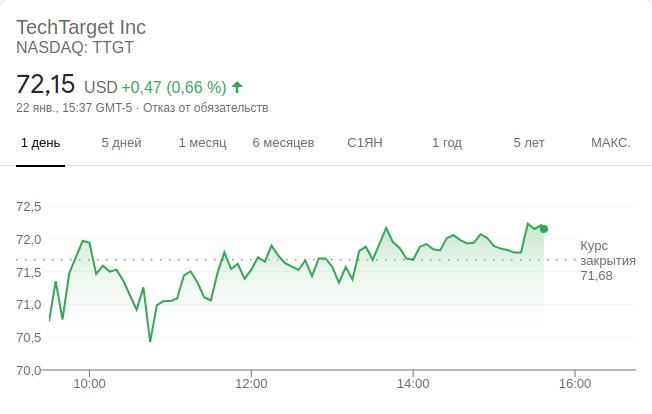 TechTarget Inc
NASDAQ: TTGT
72,15 USD +0,47 (0,66 %)
22 янв., 15:37 GMT-5 · Отказ от обязательств
1 день 5 дней 1 месяц 6 месяцев С1ЯН 1 год 5 лет МАКС.
72,5
72,0
Курс
закрытия
71,68
71,5
71,0
70,5
70,0
10:00 12:00 14:00 16:00